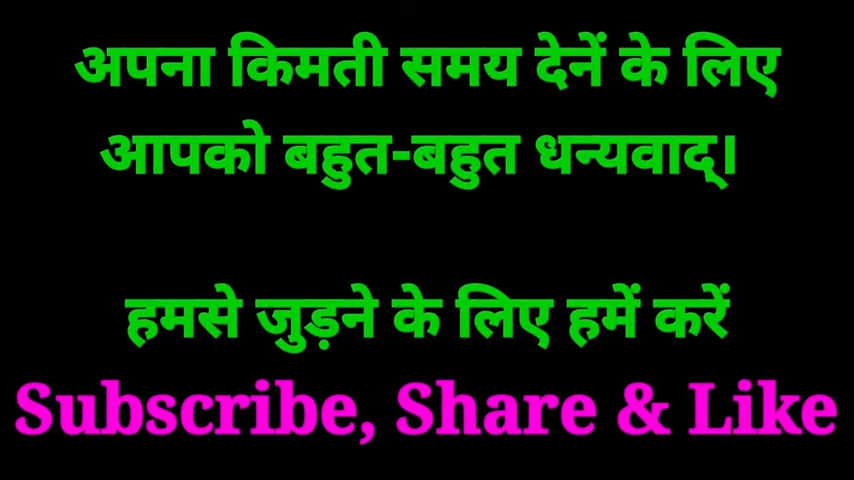 अपना किमती समय देनें के लिए
आपको बहुत-बहुत धन्यवाद्।
हमसे जुड़ने के लिए हमें करें
Subscribe, Share & Like